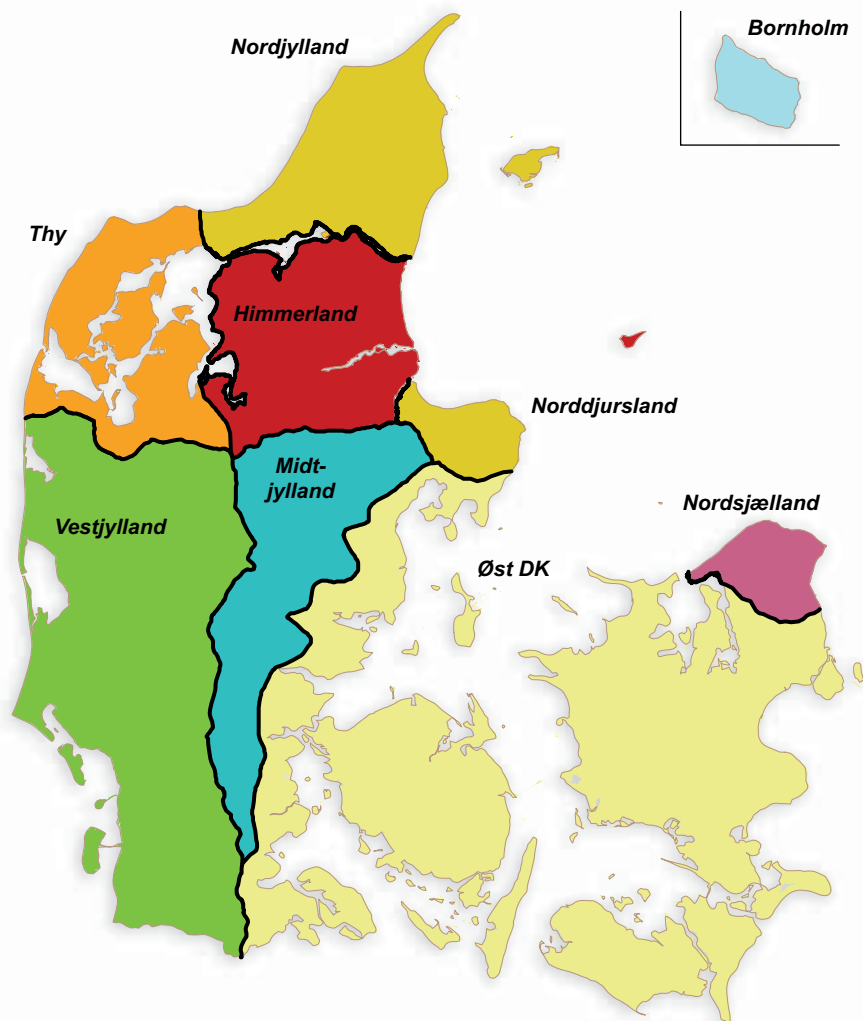 Nordjylland
Bornholm
Thy
Himmerland
Norddjursland
Midt-
jylland
Nordsjælland
Vestjylland
Øst DK